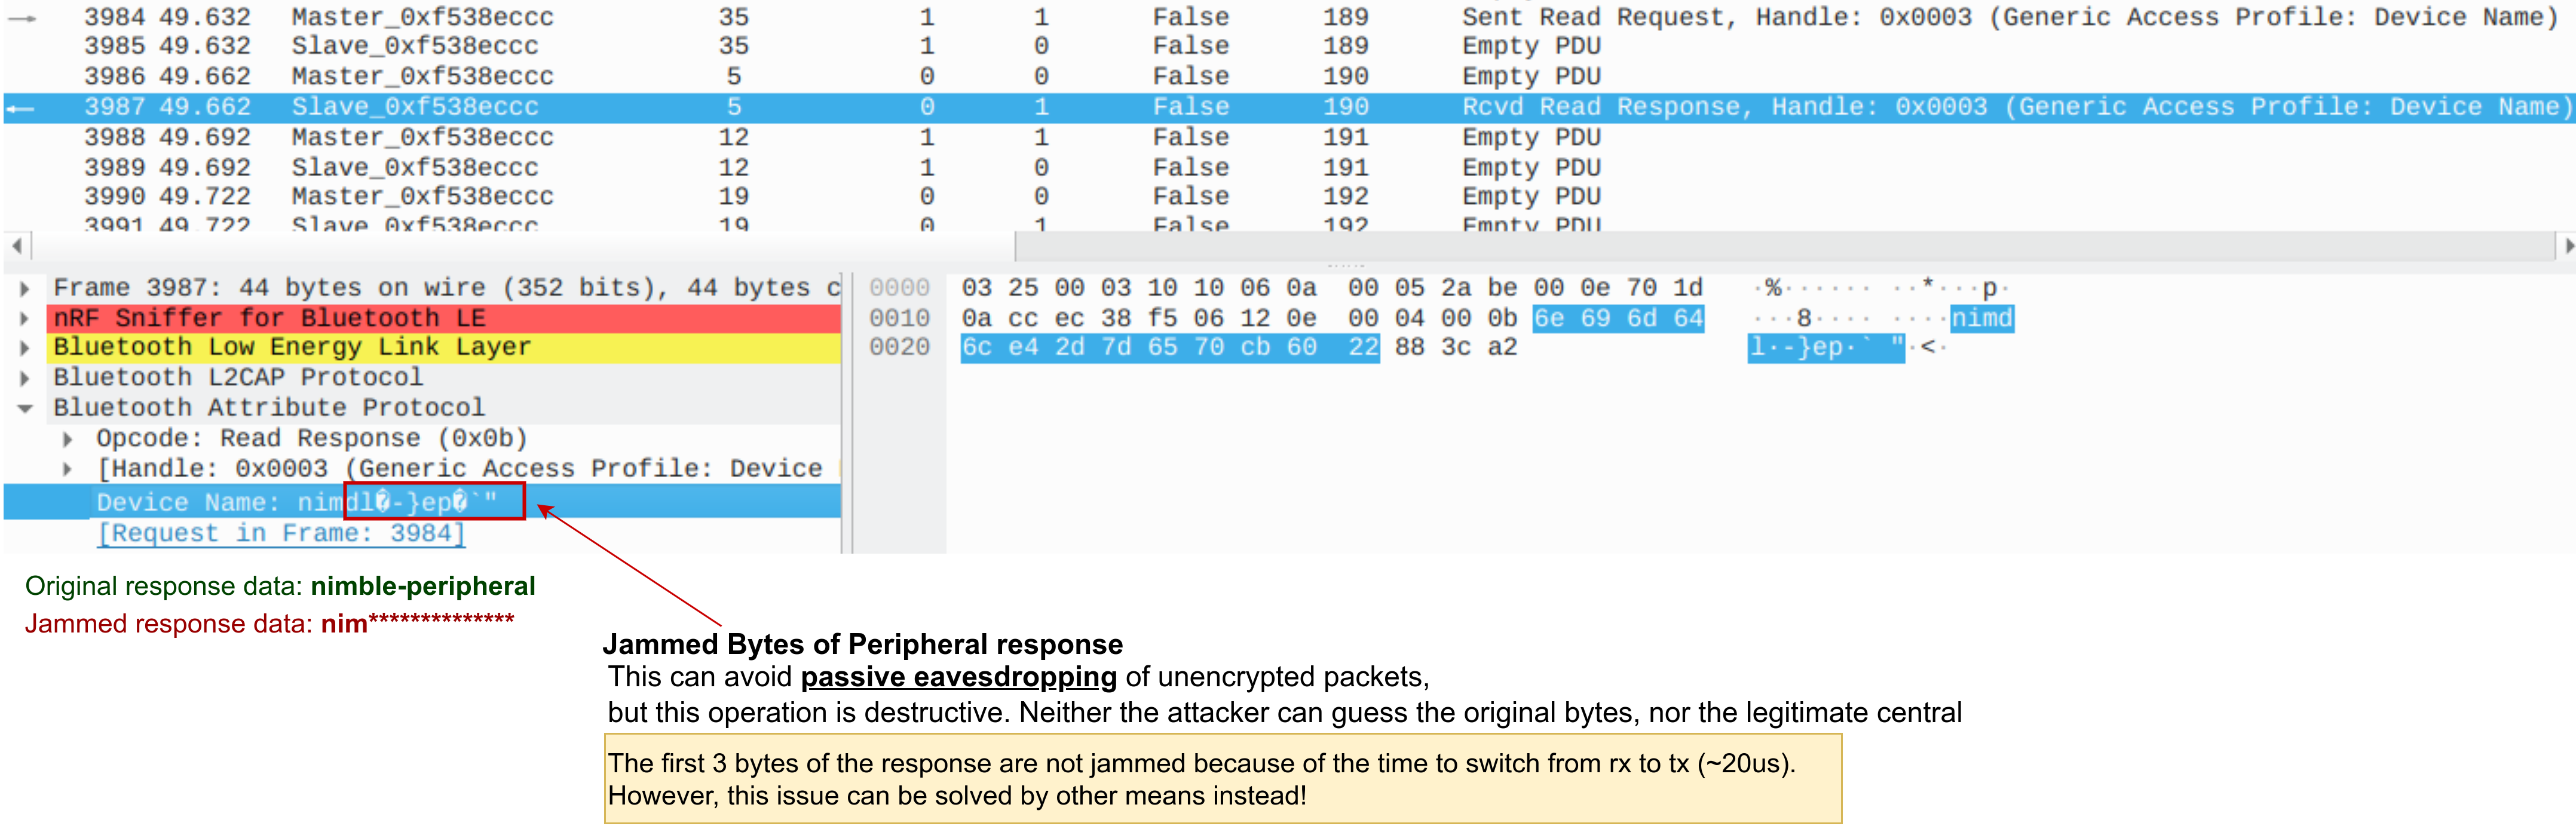 3984 49.632 Master_0xf538eccc 35 1 1 False 189 Sent Read Request, Handle: 0x0003 (Generic Access Profile: Device Name)
3985 49.632 Slave_0xf538eccc 35 1 0 False 189 Empty PDU
3986 49.662 Master_0xf538eccc 5 0 0 False 190 Empty PDU
3987 49.662 Slave_0xf538eccc 5 0 1 False 190 Rcvd Read Response, Handle: 0x0003 (Generic Access Profile: Device Name)
3988 49.692 Master_0xf538eccc 12 1 1 False 191 Empty PDU
3989 49.692 Slave_0xf538eccc 12 1 0 False 191 Empty PDU
3990 49.722 Master_0xf538eccc 19 0 0 False 192 Empty PDU
3991 49.722 Slave_0xf538eccc 19 0 1 False 192 Empty PDU
Frame 3987: 44 bytes on wire (352 bits), 44 bytes c
nRF Sniffer for Bluetooth LE
Bluetooth Low Energy Link Layer
Bluetooth L2CAP Protocol
Bluetooth Attribute Protocol
Opcode: Read Response (0x0b)
[Handle: 0x0003 (Generic Access Profile: Device
Device Name: nimdl�-}ep�`"
[Request in Frame: 3984]
0000 03 25 00 03 10 10 06 0a 00 05 2a be 00 0e 70 1d ·%······ ··*···p·
0010 0a cc ec 38 f5 06 12 0e 00 04 00 0b 6e 69 6d 64 ···8···· ····nimd
0020 6c e4 2d 7d 65 70 cb 60 22 88 3c a2 l·-}ep·` "·<·
Original response data: nimble-peripheral
Jammed response data: nim**************
Jammed Bytes of Peripheral response
This can avoid passive eavesdropping of unencrypted packets,
but this operation is destructive. Neither the attacker can guess the original bytes, nor the legitimate central
The first 3 bytes of the response are not jammed because of the time to switch from rx to tx (~20us).
However, this issue can be solved by other means instead!